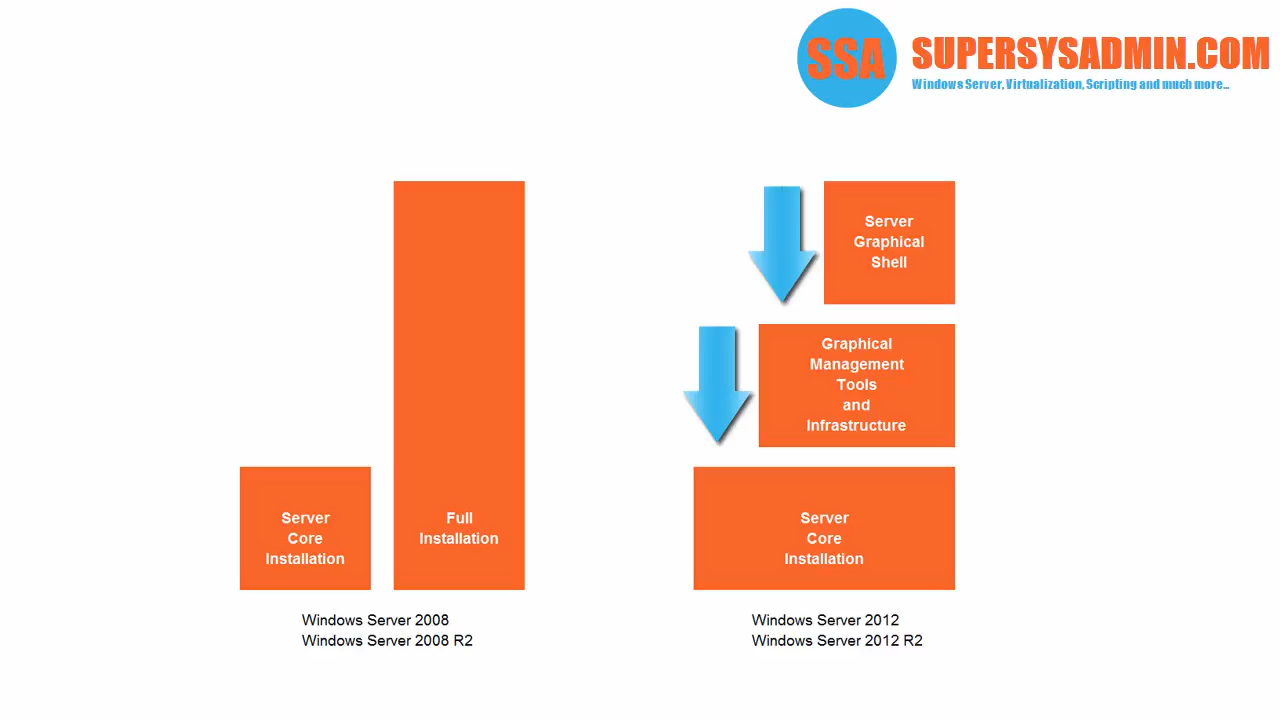 SSA
SUPERSYSADMIN.COM
Windows Server, Virtualization, Scripting and much more...
Server
Core
Installation
Full
Installation
Windows Server 2008
Windows Server 2008 R2
Server
Graphical
Shell
Graphical
Management
Tools
and
Infrastructure
Server
Core
Installation
Windows Server 2012
Windows Server 2012 R2